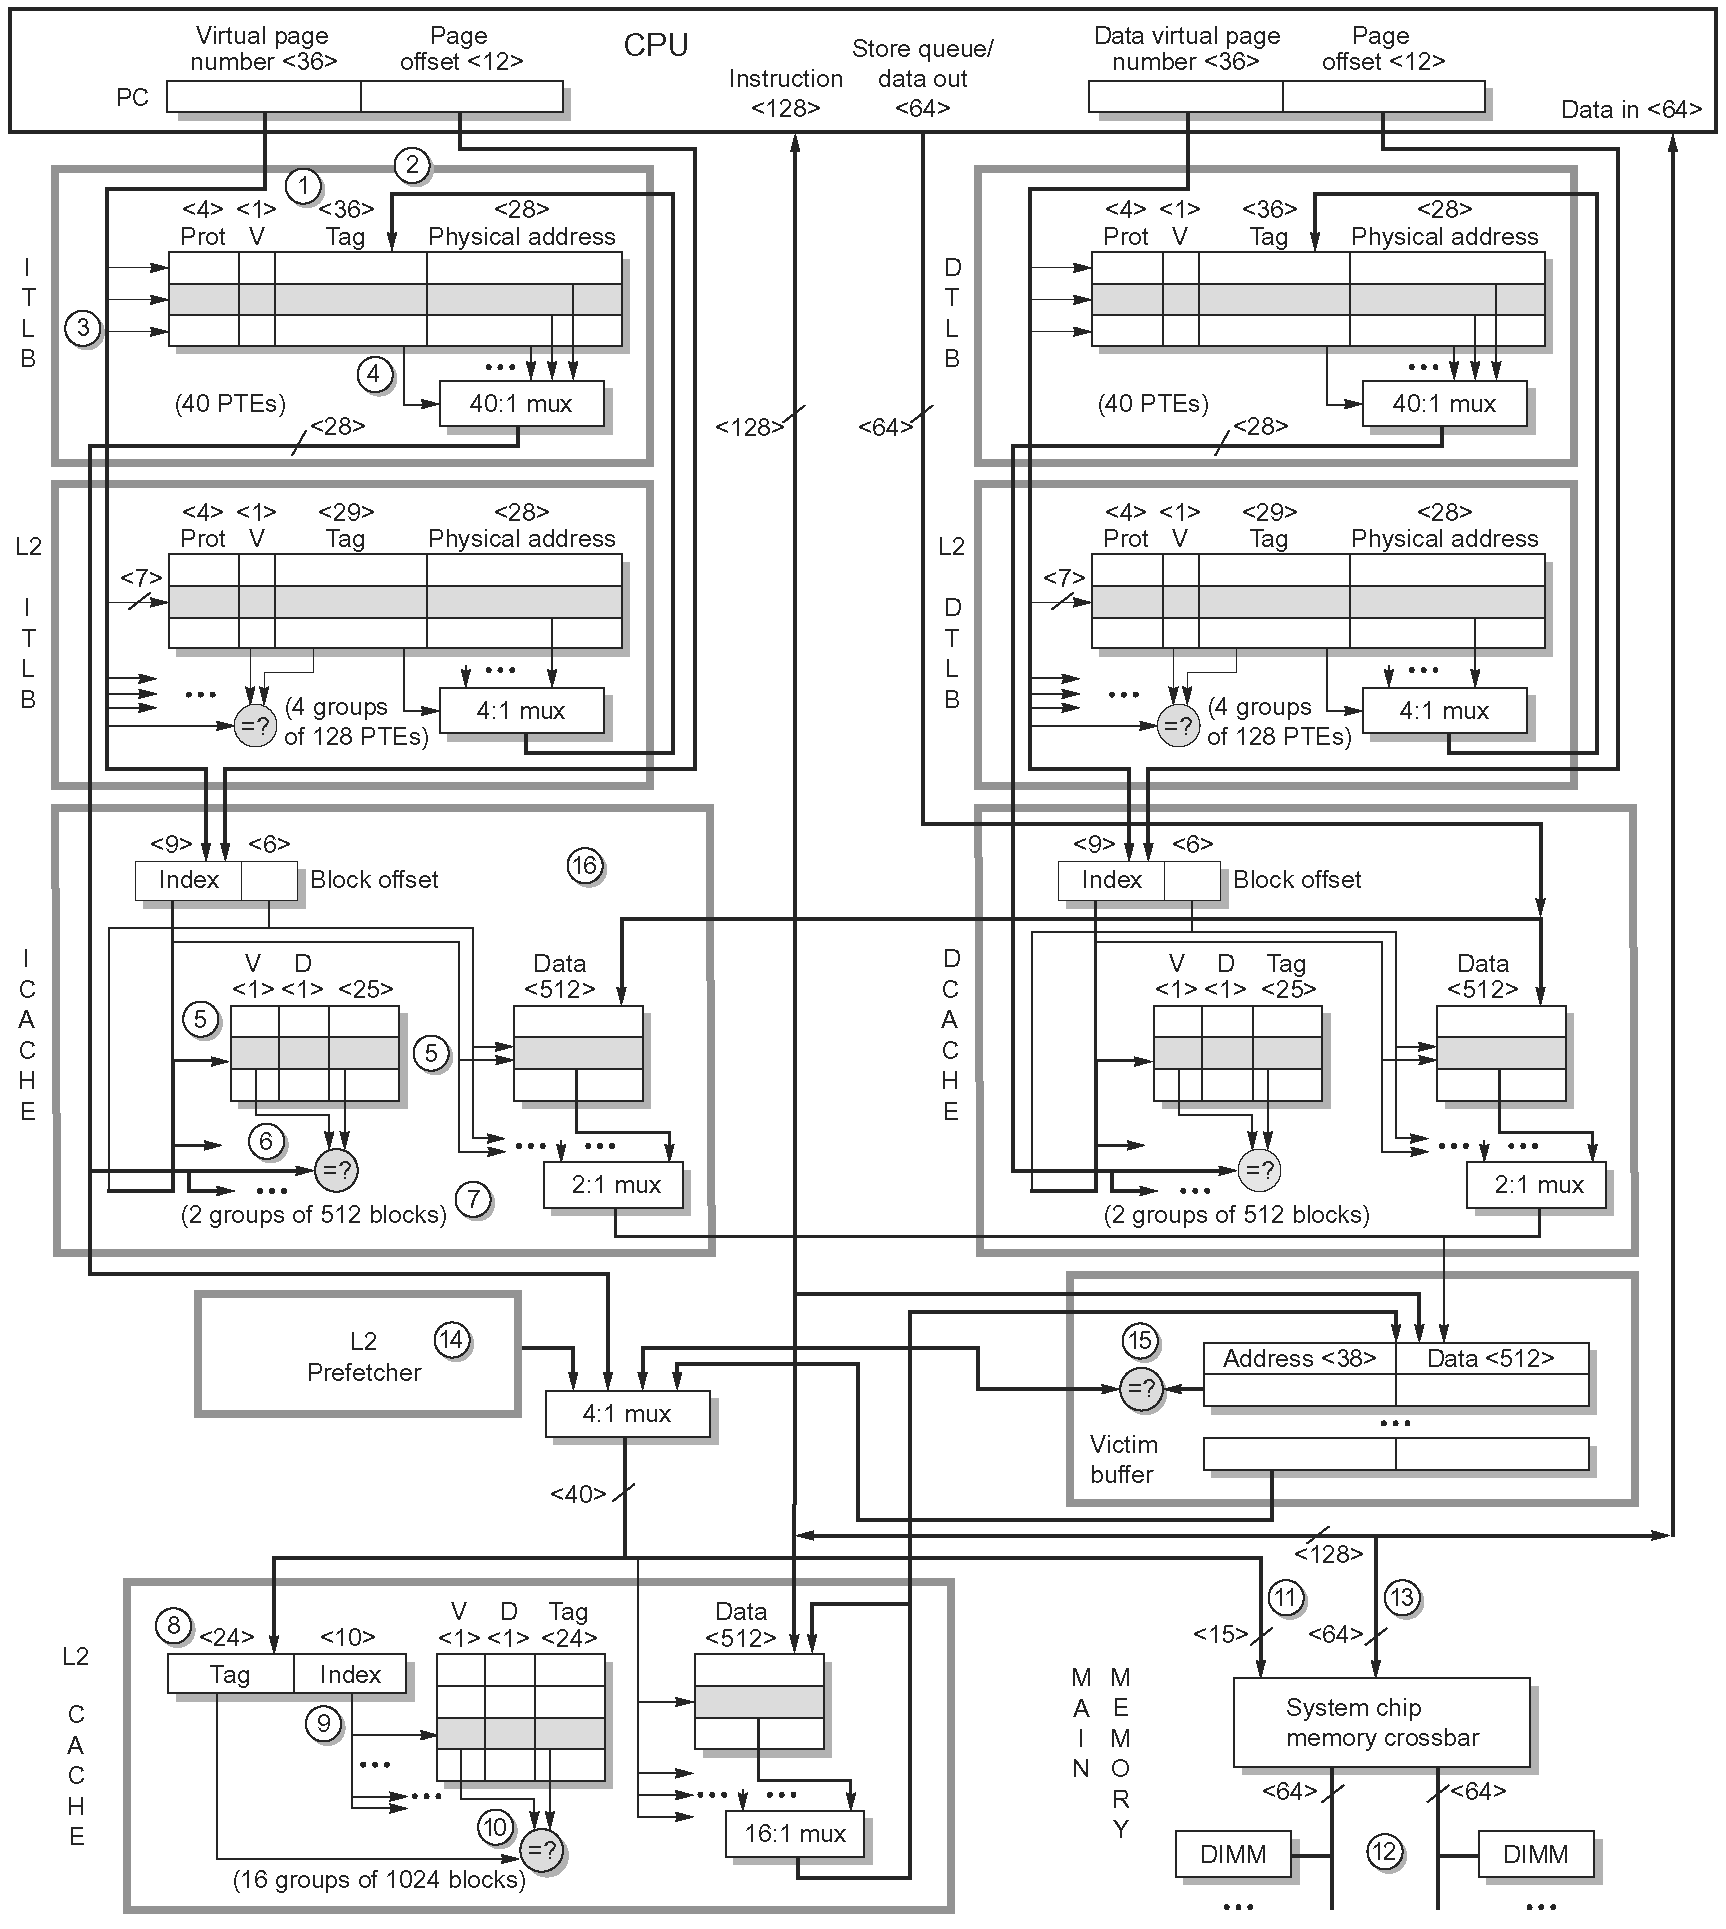 CPU
Virtual page
number <36>
Page
offset <12>
PC
Instruction
<128>
Store queue/
data out
<64>
Data virtual page
number <36>
Page
offset <12>
Data in <64>
1
2
<4> <1> <36> <28>
Prot V Tag Physical address
ITLB
3
4
40:1 mux
(40 PTEs)
<28>
<128>
<64>
<4> <1> <36> <28>
Prot V Tag Physical address
DTLB
40:1 mux
(40 PTEs)
<28>
<4> <1> <29> <28>
Prot V Tag Physical address
L2 ITLB
<7>
=?
(4 groups
of 128 PTEs)
4:1 mux
<4> <1> <29> <28>
Prot V Tag Physical address
L2 DTLB
<7>
=?
(4 groups
of 128 PTEs)
4:1 mux
<9> <6>
Index
Block offset
16
ICACHE
V D
<1> <1> <25>
Data
<512>
5
5
6
=?
7
2:1 mux
(2 groups of 512 blocks)
<9> <6>
Index
Block offset
DCACHE
V D Tag
<1> <1> <25>
Data
<512>
=?
2:1 mux
(2 groups of 512 blocks)
L2
Prefetcher
14
4:1 mux
<40>
15
=?
Address <38> Data <512>
Victim
buffer
<128>
8
<24> <10>
Tag Index
L2 CACHE
9
V D Tag
<1> <1> <24>
Data
<512>
10
=?
16:1 mux
(16 groups of 1024 blocks)
11
13
<15> <64>
MAIN MEMORY
System chip
memory crossbar
<64> <64>
DIMM
12
DIMM